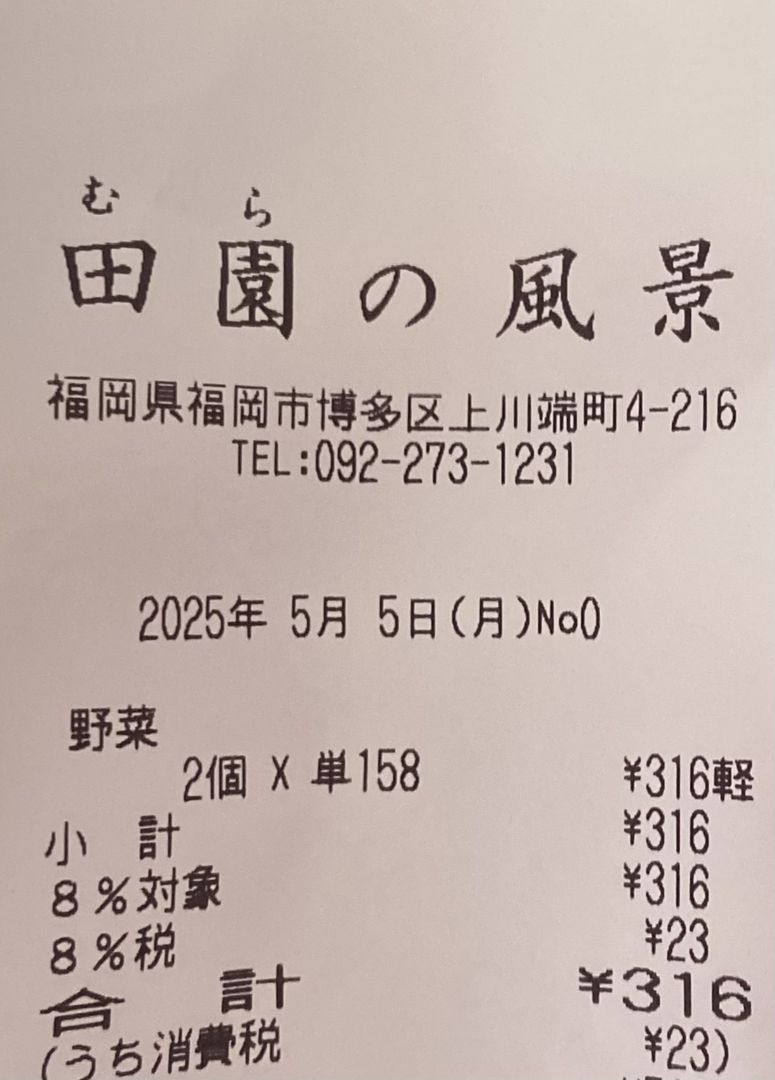 む ら
田園の風景
福岡県福岡市博多区上川端町4-216
TEL:092-273-1231
2025年 5月 5日(月)No0
野菜
2個 X 単158 ¥316軽
小 計 ¥316
8%対象 ¥316
8%税 ¥23
合 計 ¥316
(うち消費税 ¥23)